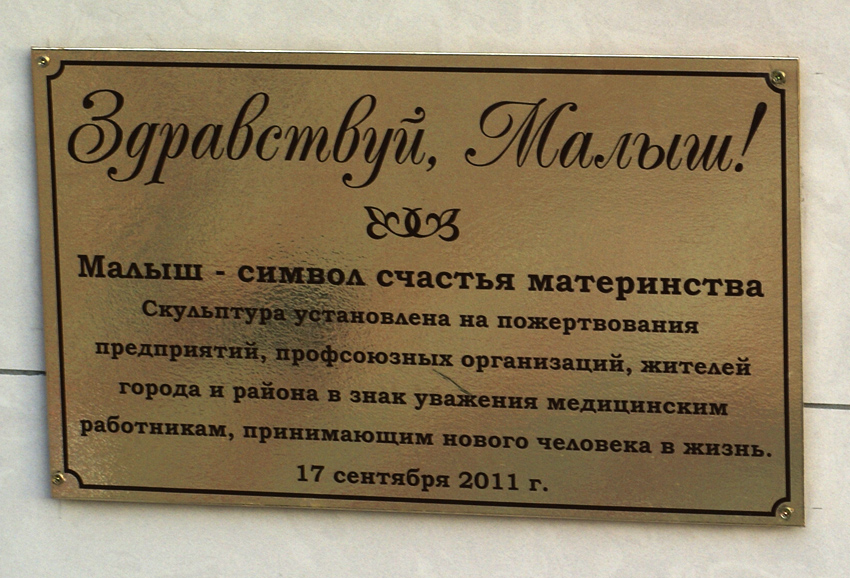 Здравствуй, Малыш!
Малыш - символ счастья материнства
Скульптура установлена на пожертвования
предприятий, профсоюзных организаций, жителей
города и района в знак уважения медицинским
работникам, принимающим нового человека в жизнь.
17 сентября 2011 г.